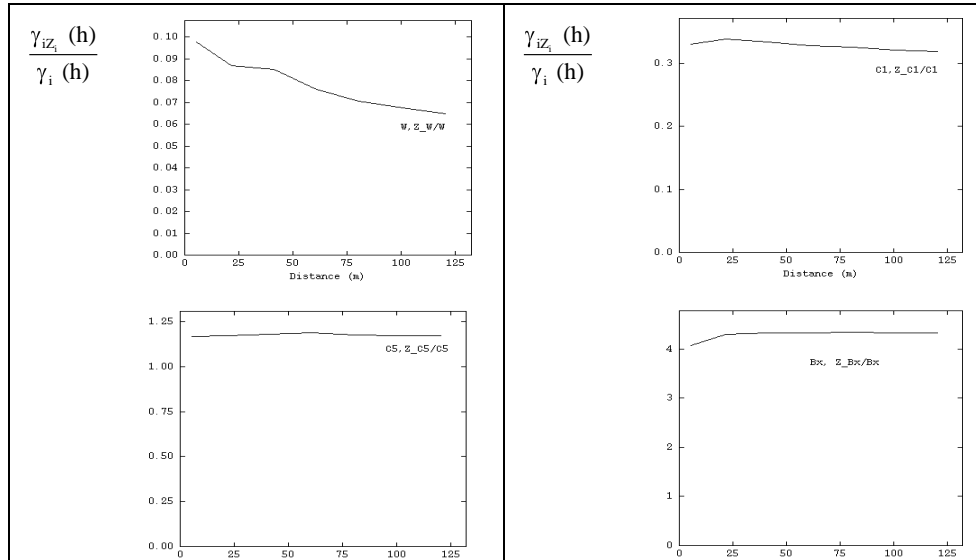 γiZi (h)
γi (h)
0.10
0.09
0.08
0.07
0.06
0.05
0.04
0.03
0.02
0.01
0.00
W,Z_W/W
0 25 50 75 100 125
Distance (m)
γiZi (h)
γi (h)
0.3
0.2
0.1
0.0
C1,Z_C1/C1
0 25 50 75 100 125
Distance (m)
1.25
1.00
0.75
0.50
0.25
0.00
C5,Z_C5/C5
0 25 50 75 100 125
4
3
2
1
0
Bx, Z_Bx/Bx
0 25 50 75 100 125